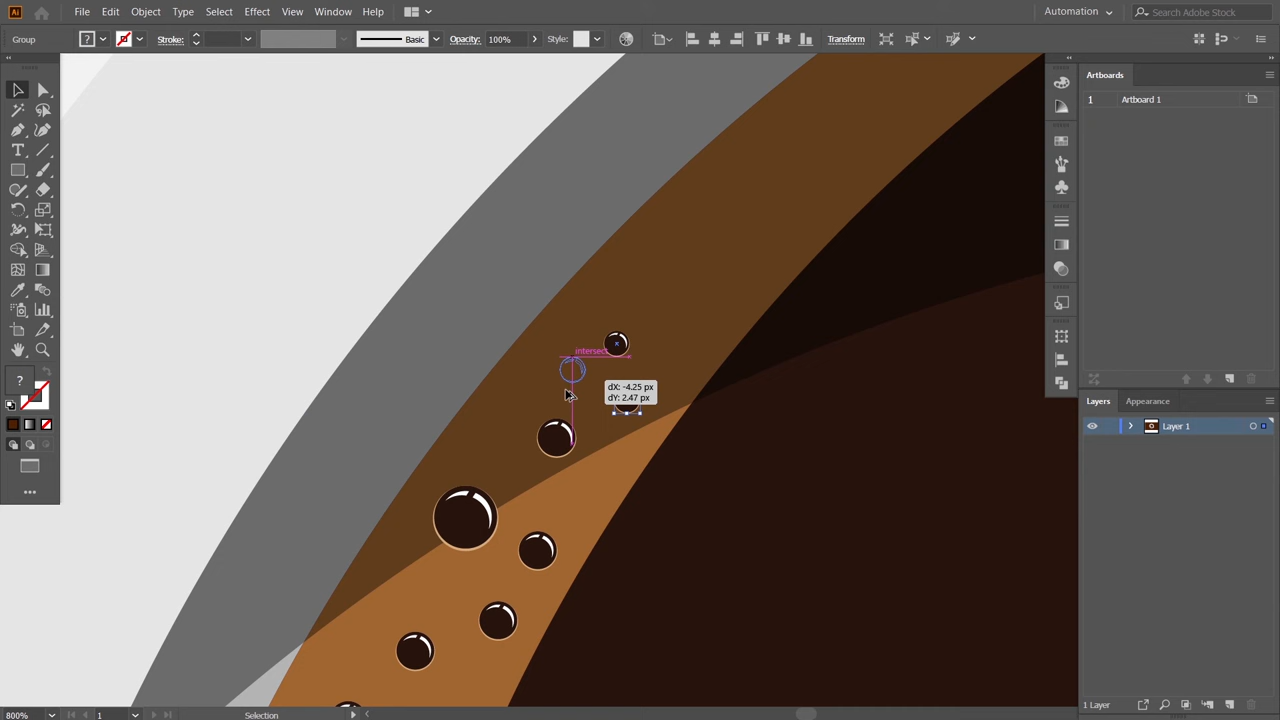 Ai File Edit Object Type Select Effect View Window Help Automation Search Adobe Stock
Group ? Stroke: Basic Opacity: 100% Style: Transform
Artboards
1 Artboard 1
intersect
dX: -4.25 px
dY: 2.47 px
?
Layers Appearance
Layer 1
1 Layer
800% 1 Selection